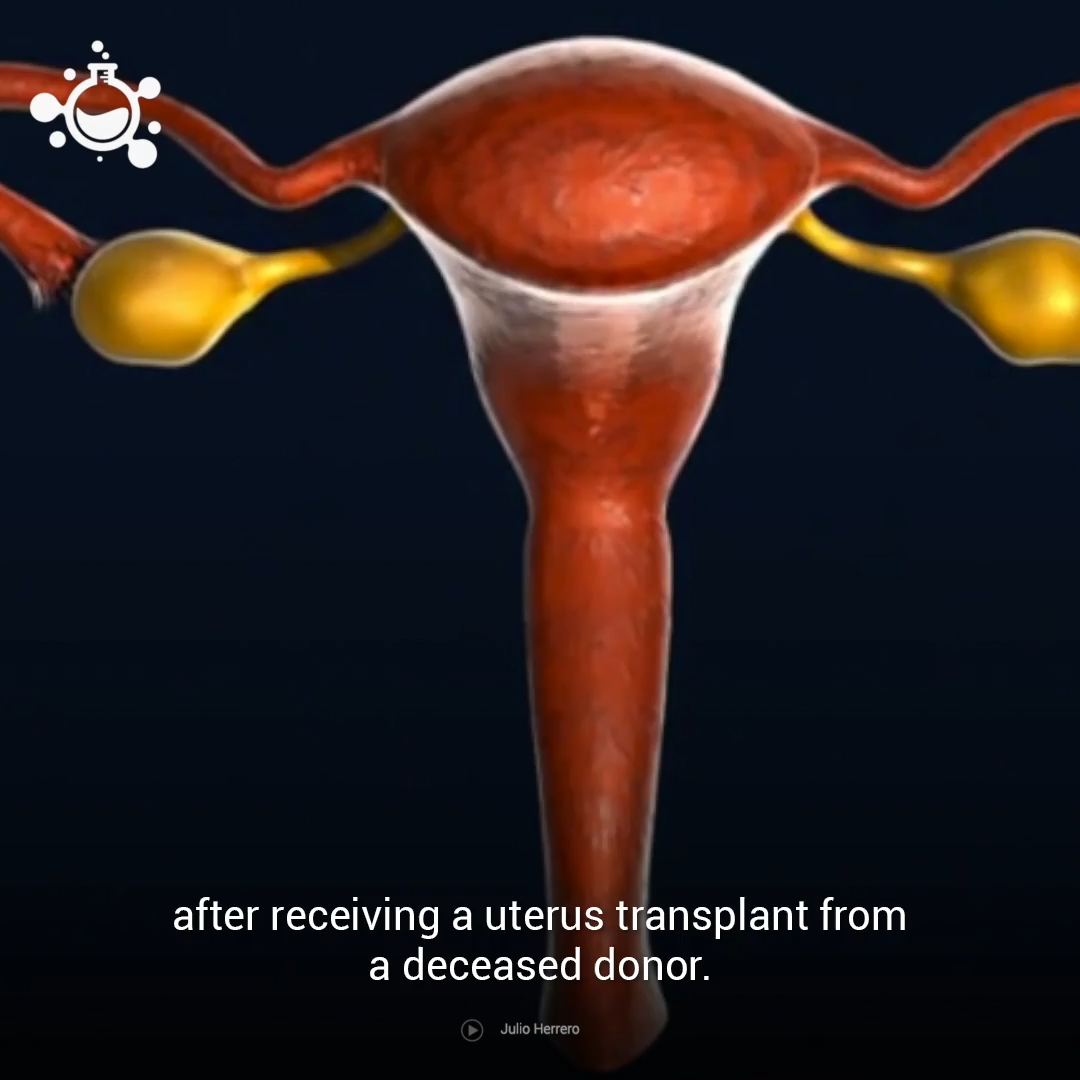 after receiving a uterus transplant from
a deceased donor.
Julio Herrero